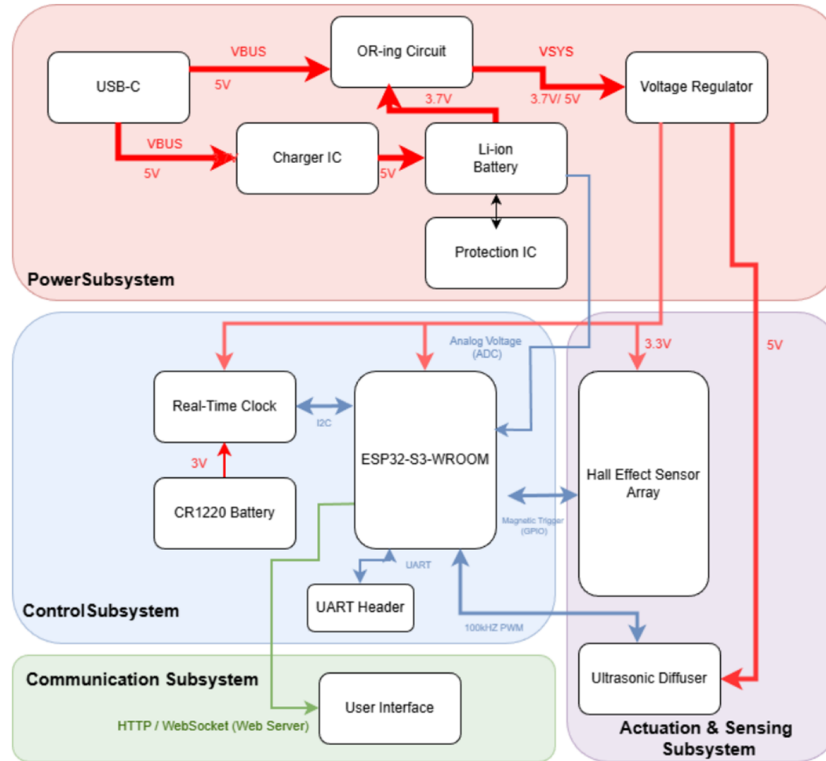 VBUS
OR-ing Circuit
VSYS
USB-C
5V
3.7V
3.7V/ 5V
Voltage Regulator
VBUS
5V
Charger IC
5V
Li-ion
Battery
Protection IC
PowerSubsystem
Analog Voltage
(ADC)
3.3V
5V
Real-Time Clock
I2C
ESP32-S3-WROOM
Hall Effect Sensor
Array
3V
CR1220 Battery
Magnetic Trigger
(GPIO)
UART
UART Header
ControlSubsystem
100kHZ PWM
Communication Subsystem
User Interface
HTTP / WebSocket (Web Server)
Ultrasonic Diffuser
Actuation & Sensing
Subsystem